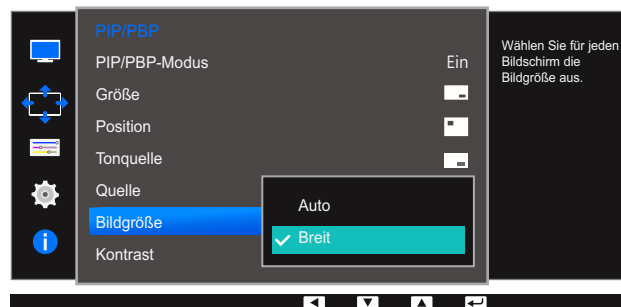 PIP/PBP
PIP/PBP-Modus Ein
Größe
Position
Tonquelle
Quelle
Bildgröße
Kontrast
Auto
Breit
Wählen Sie für jeden
Bildschirm die
Bildgröße aus.